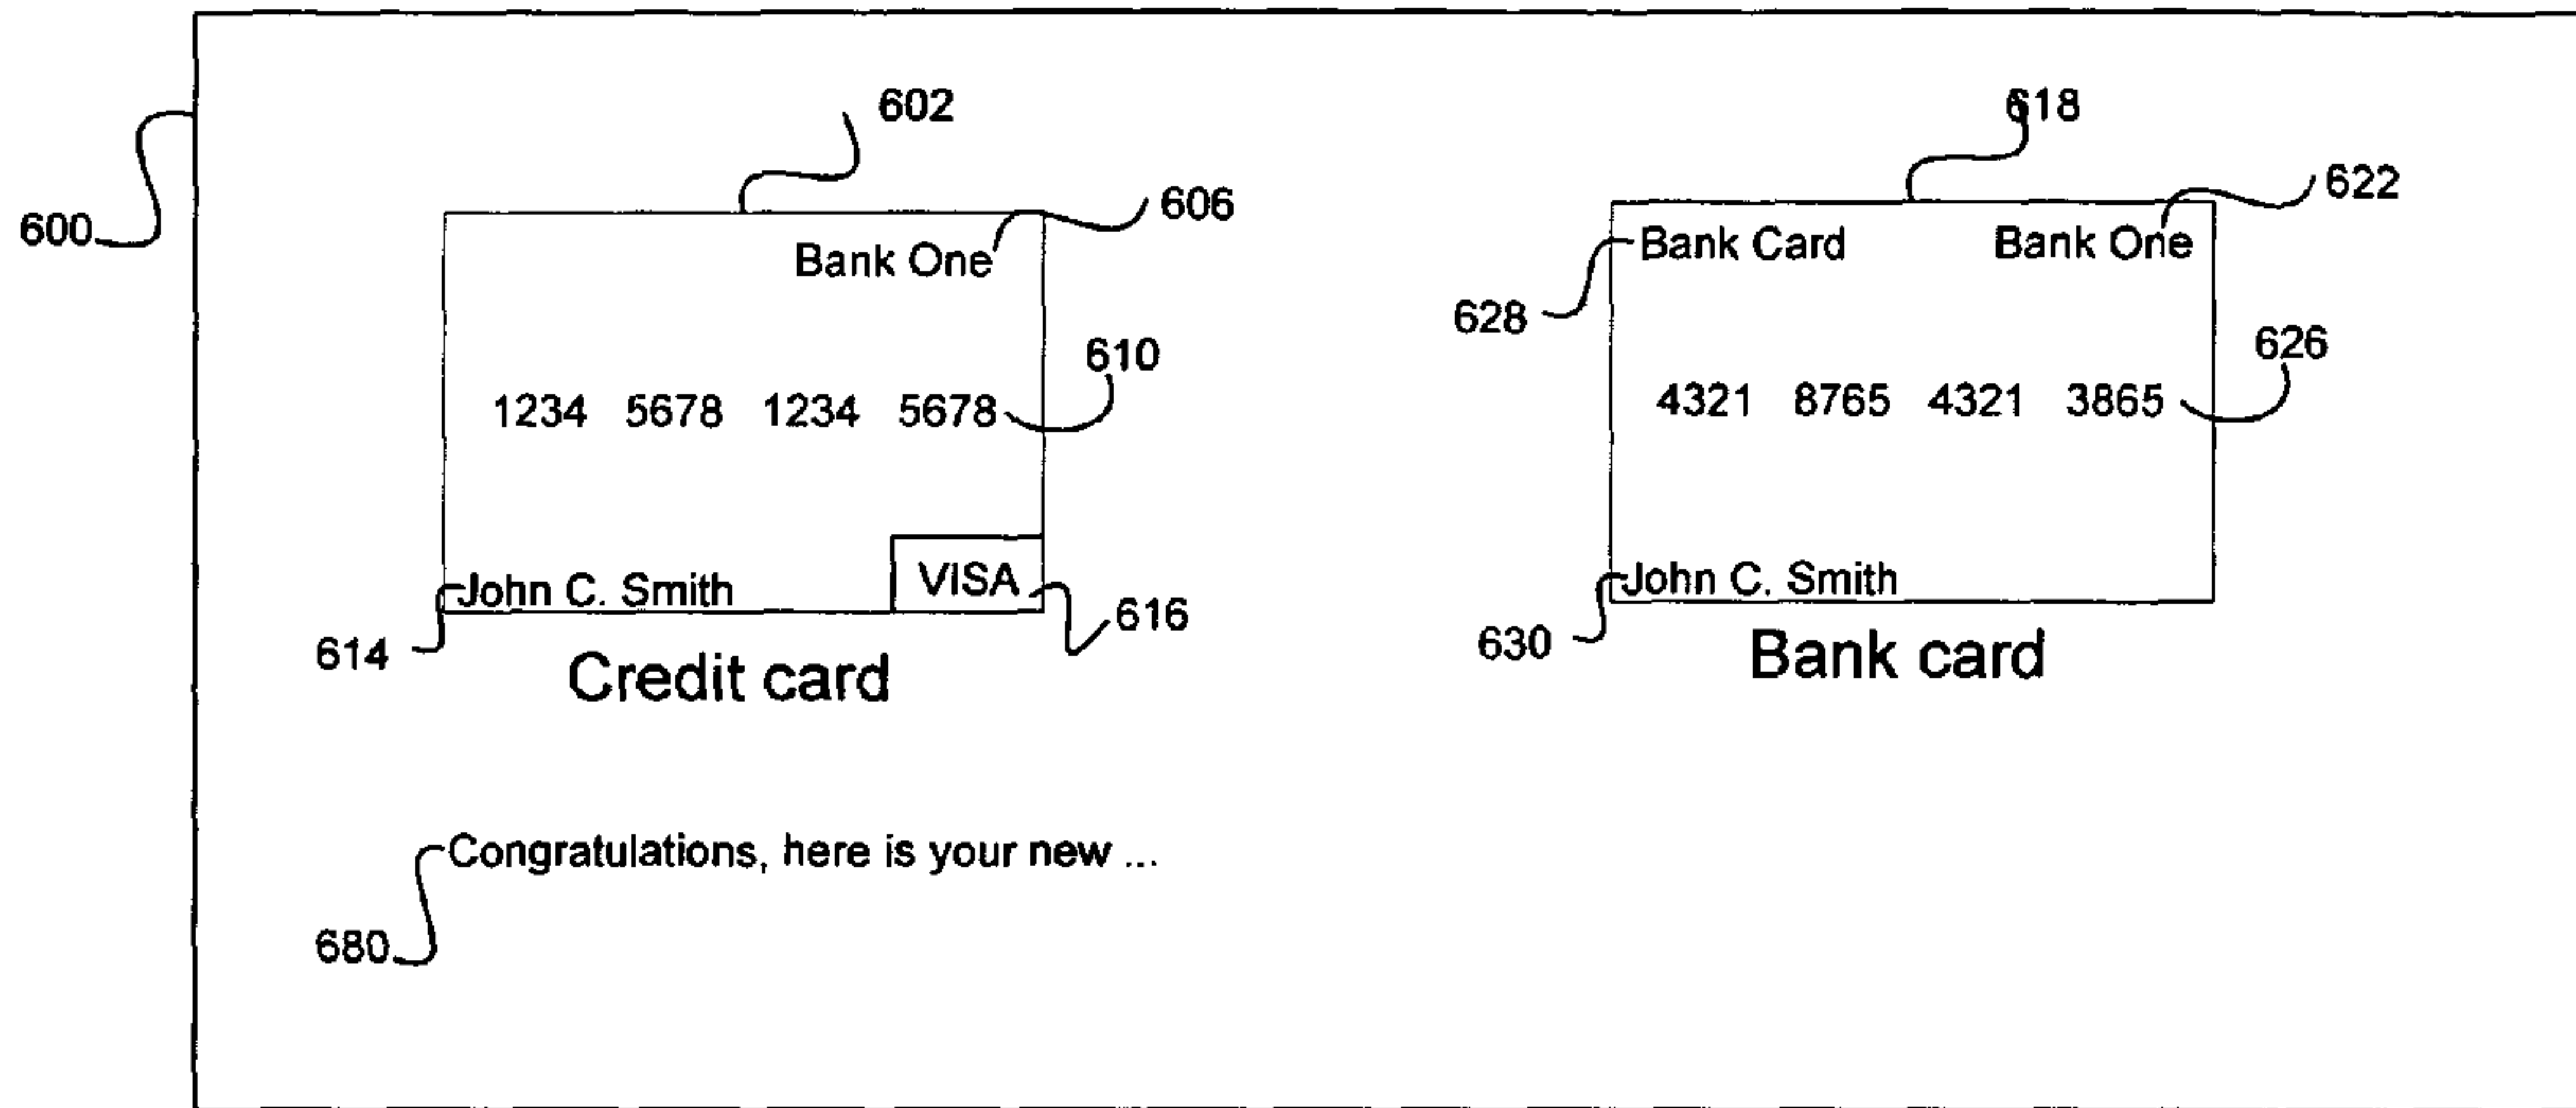 602
618
606
622
600
Bank One
Bank Card Bank One
628
610
626
1234 5678 1234 5678
4321 8765 4321 3865
VISA
John C. Smith
John C. Smith
616
614
630
Credit card
Bank card
Congratulations, here is your new ...
680